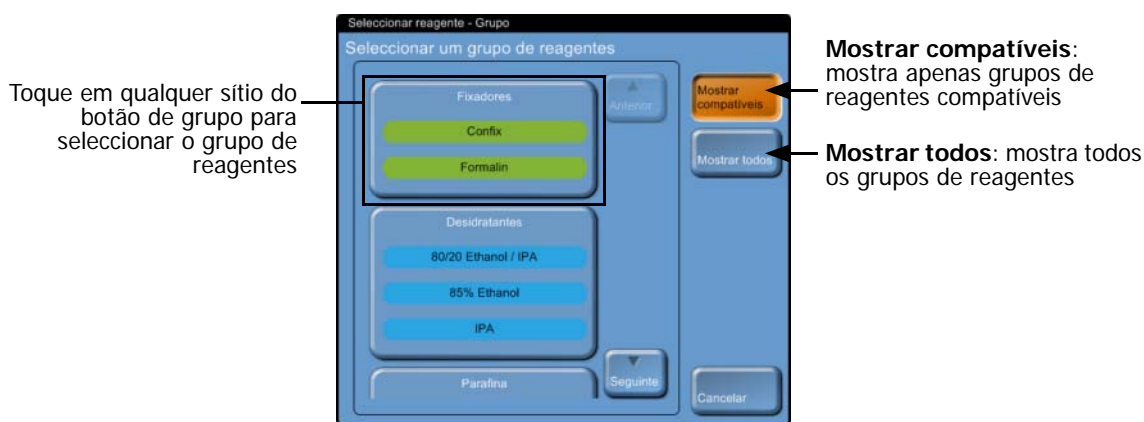 Seleccionar reagente - Grupo
Seleccionar um grupo de reagentes
Toque em qualquer sítio do
botão de grupo para
seleccionar o grupo de
reagentes
Fixadores
Confix
Formalin
Desidratantes
80/20 Ethanol / IPA
85% Ethanol
IPA
Parafina
Anterior
Seguinte
Mostrar
compatíveis
Mostrar todos
Cancelar
Mostrar compatíveis:
mostra apenas grupos de
reagentes compatíveis
Mostrar todos: mostra todos
os grupos de reagentes